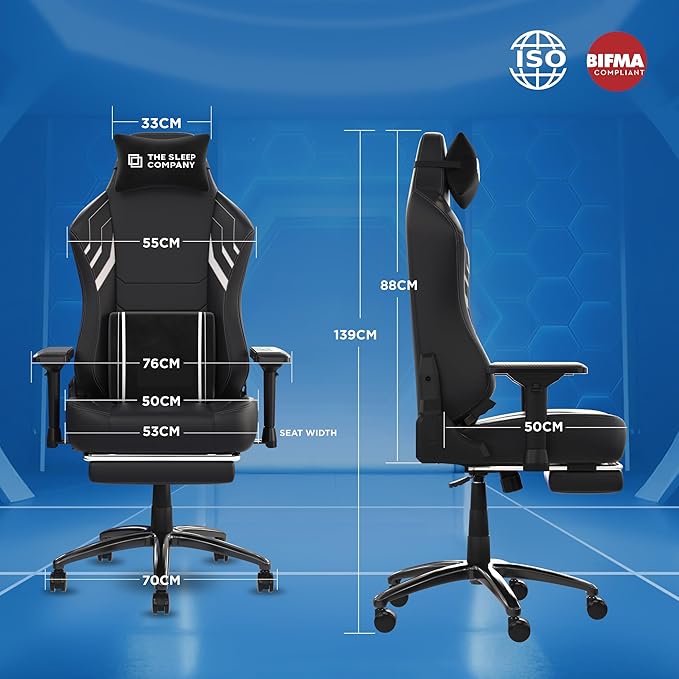 ISO
BIFMA
COMPLIANT
33CM
THE SLEEP
COMPANY
55CM
88CM
139CM
76CM
50CM
53CM
SEAT WIDTH
50CM
70CM